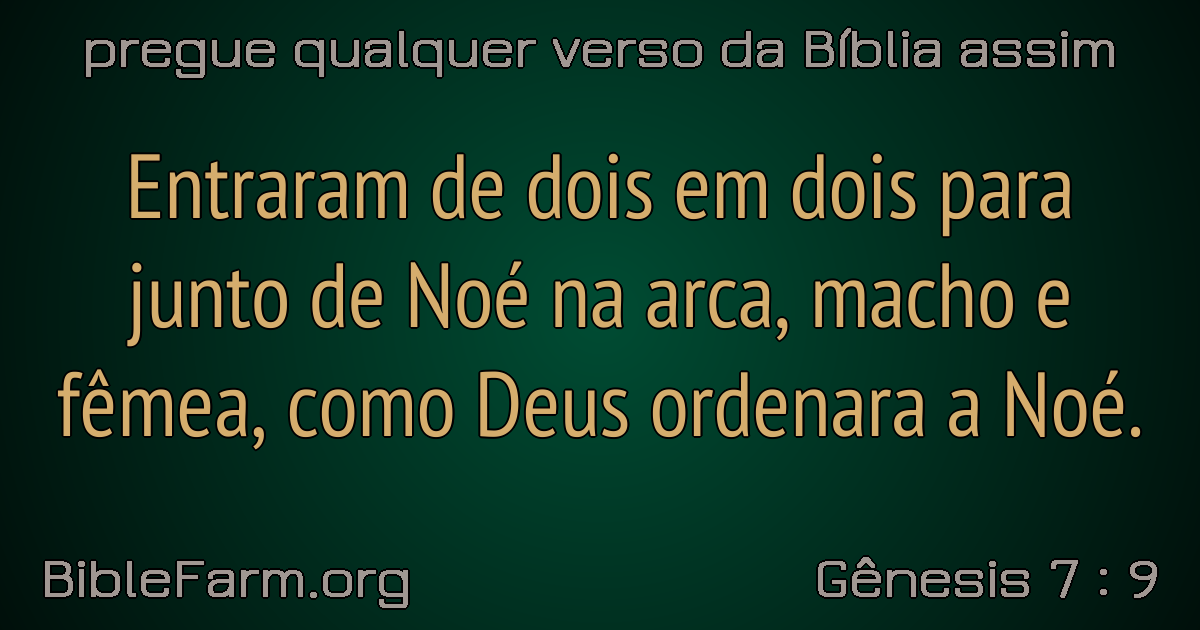 pregue qualquer verso da Bíblia assim
Entraram de dois em dois para
junto de Noé na arca, macho e
fêmea, como Deus ordenara a Noé.
BibleFarm.org
Gênesis 7 : 9